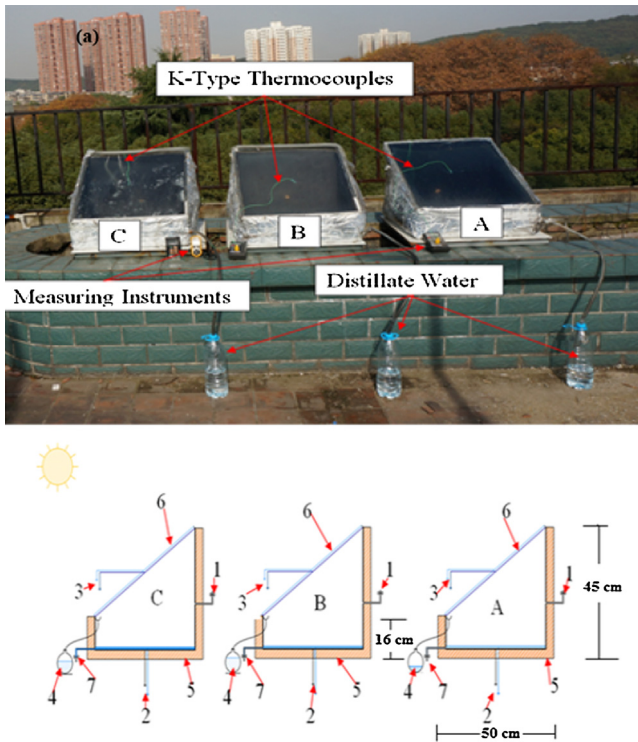 (a)
K-Type Thermocouples
C
B
A
Measuring Instruments
Distillate Water
6
6
6
1
1
1
3
3
3
C
B
A
45 cm
16 cm
4
7
2
5
4
7
2
5
4
7
2
5
50 cm